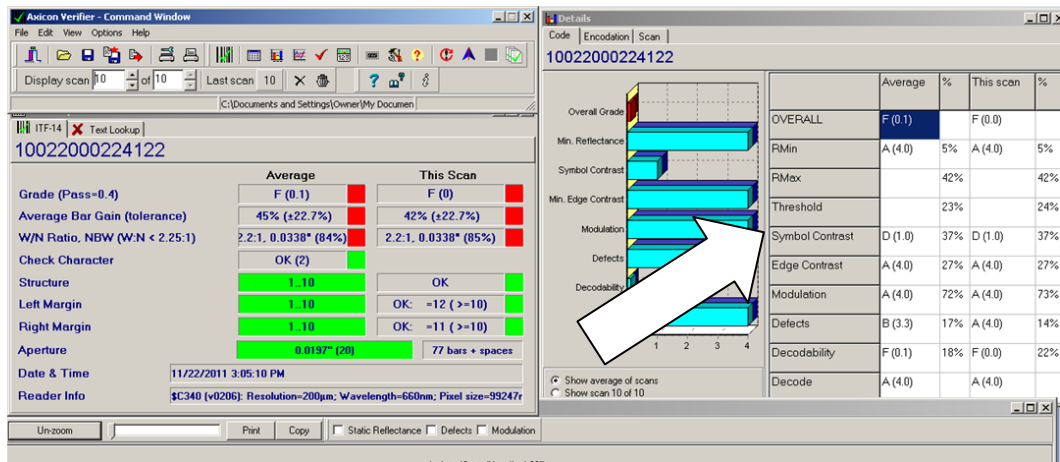 Axicon Verifier - Command Window
File Edit View Options Help
Display scan 10 of 10 Last scan 10
C:\Documents and Settings\Owner\My Documen
ITF-14 Text Lookup
10022000224122
Average This Scan
Grade (Pass=0.4) F (0.1) F (0)
Average Bar Gain (tolerance) 45% (±22.7%) 42% (±22.7%)
W/N Ratio, NBW (W:N < 2.25:1) 2.2:1, 0.0338" (84%) 2.2:1, 0.0338" (85%)
Check Character OK (2)
Structure 1..10 OK
Left Margin 1..10 OK: =12 ( >=10)
Right Margin 1..10 OK: =11 ( >=10)
Aperture 0.0197" (20) 77 bars + spaces
Date & Time 11/22/2011 3:05:10 PM
Reader Info $C340 (v0206): Resolution=200µm; Wavelength=660nm; Pixel size=99247r
Un-zoom Print Copy Static Reflectance Defects Modulation
Details
Code Encodation Scan
10022000224122
Overall Grade
Min. Reflectance
Symbol Contrast
Min. Edge Contrast
Modulation
Defects
Decodability
1 2 3 4
Show average of scans
Show scan 10 of 10
Average % This scan %
OVERALL F (0.1) F (0.0)
RMin A (4.0) 5% A (4.0) 5%
RMax 42% 42%
Threshold 23% 24%
Symbol Contrast D (1.0) 37% D (1.0) 37%
Edge Contrast A (4.0) 27% A (4.0) 27%
Modulation A (4.0) 72% A (4.0) 73%
Defects B (3.3) 17% A (4.0) 14%
Decodability F (0.1) 18% F (0.0) 22%
Decode A (4.0) A (4.0)